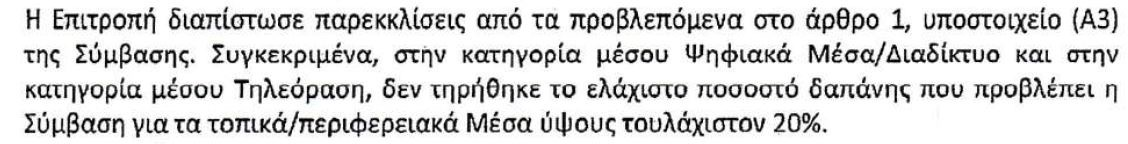 Η Επιτροπή διαπίστωσε παρεκκλίσεις από τα προβλεπόμενα στο άρθρο 1, υποστοιχείο (Α3)
της Σύμβασης. Συγκεκριμένα, στην κατηγορία μέσου Ψηφιακά Μέσα/Διαδίκτυο και στην
κατηγορία μέσου Τηλεόραση, δεν τηρήθηκε το ελάχιστο ποσοστό δαπάνης που προβλέπει η
Σύμβαση για τα τοπικά/περιφερειακά Μέσα ύψους τουλάχιστον 20%.